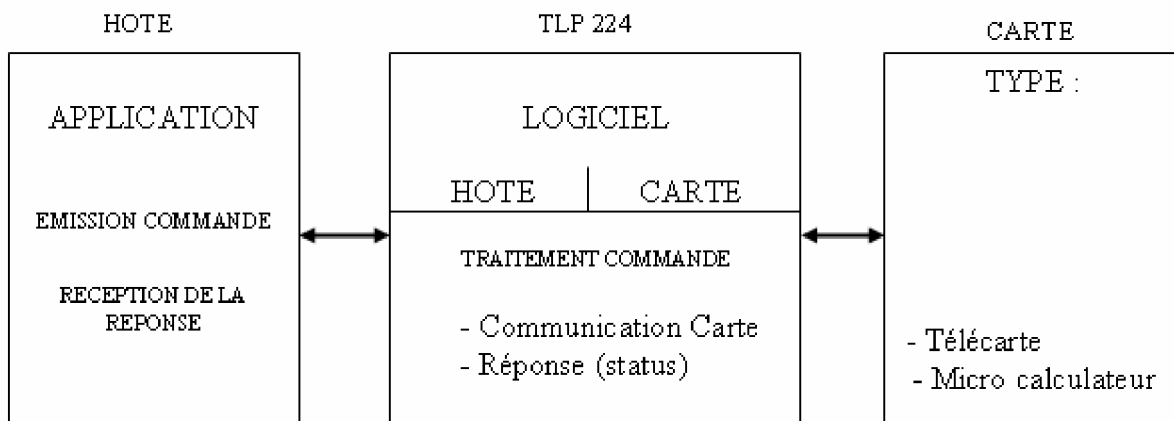 HOTE
APPLICATION
EMISSION COMMANDE
RECEPTION DE LA
REPONSE
TLP 224
LOGICIEL
HOTE
CARTE
TRAITEMENT COMMANDE
- Communication Carte
- Réponse (status)
CARTE
TYPE :
- Télécarte
- Micro calculateur